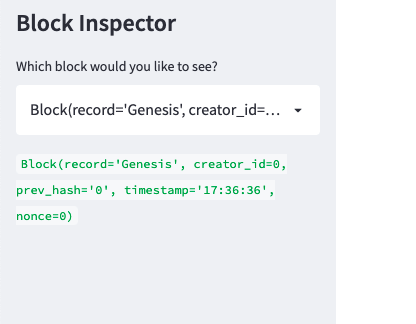 Block Inspector
Which block would you like to see?
Block(record='Genesis', creator_id=...
Block(record='Genesis', creator_id=0,
prev_hash='0', timestamp='17:36:36',
nonce=0)